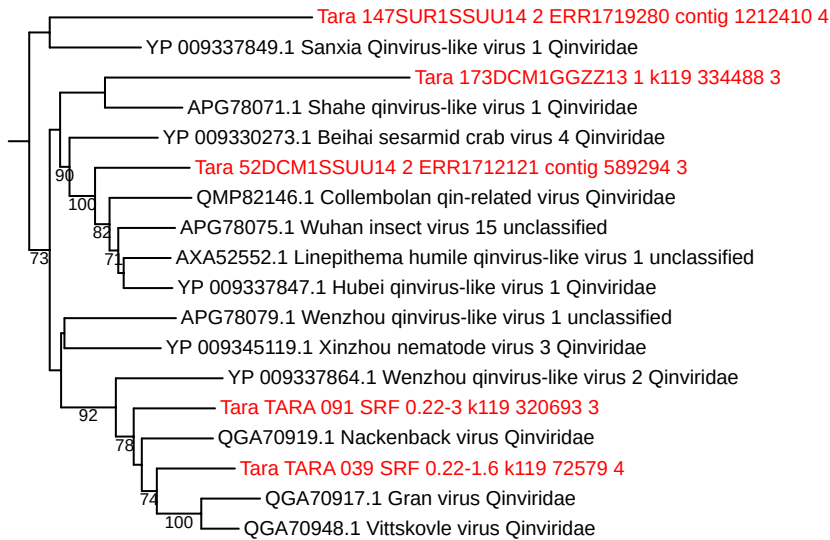 Tara 147SUR1SSUU14 2 ERR1719280 contig 1212410 4
YP 009337849.1 Sanxia Qinvirus-like virus 1 Qinviridae
Tara 173DCM1GGZZ13 1 k119 334488 3
APG78071.1 Shahe qinvirus-like virus 1 Qinviridae
YP 009330273.1 Beihai sesarmid crab virus 4 Qinviridae
Tara 52DCM1SSUU14 2 ERR1712121 contig 589294 3
90
QMP82146.1 Collembolan qin-related virus Qinviridae
100
APG78075.1 Wuhan insect virus 15 unclassified
82
AXA52552.1 Linepithema humile qinvirus-like virus 1 unclassified
73
71
YP 009337847.1 Hubei qinvirus-like virus 1 Qinviridae
APG78079.1 Wenzhou qinvirus-like virus 1 unclassified
YP 009345119.1 Xinzhou nematode virus 3 Qinviridae
YP 009337864.1 Wenzhou qinvirus-like virus 2 Qinviridae
Tara TARA 091 SRF 0.22-3 k119 320693 3
92
QGA70919.1 Nackenback virus Qinviridae
78
Tara TARA 039 SRF 0.22-1.6 k119 72579 4
QGA70917.1 Gran virus Qinviridae
74
100
QGA70948.1 Vittskovle virus Qinviridae